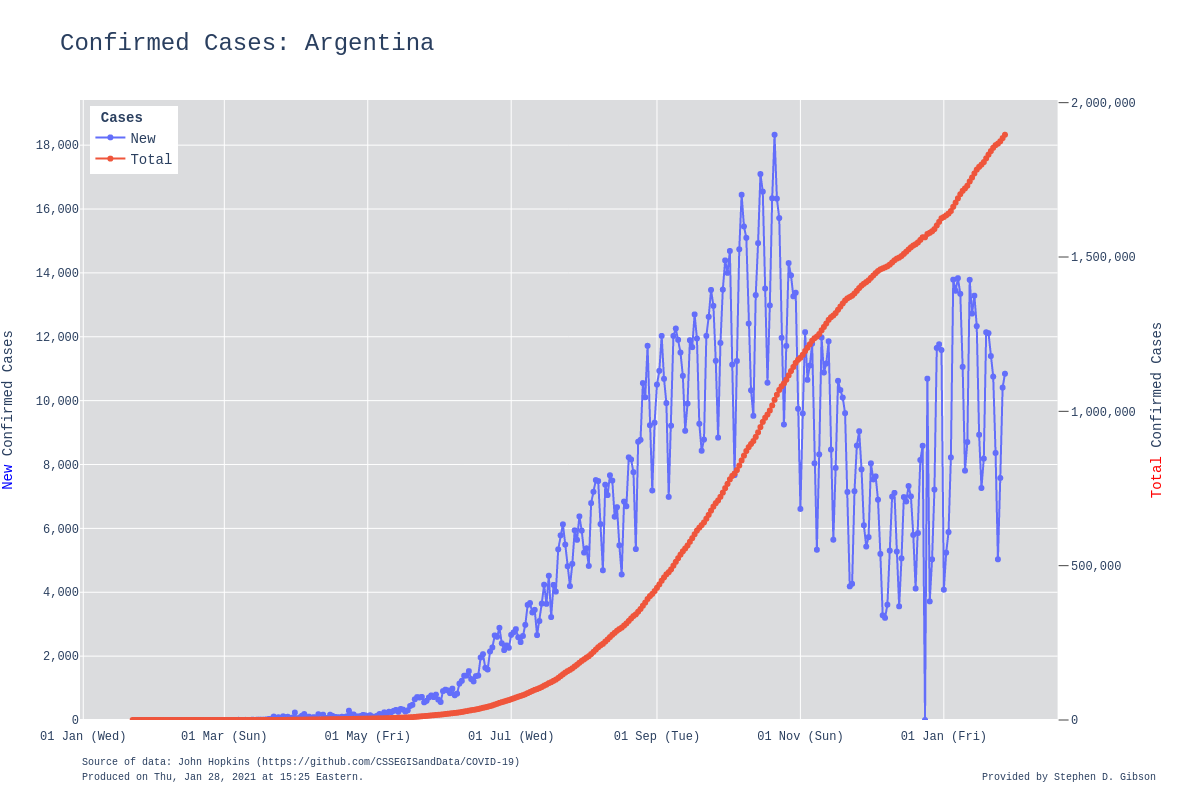 Confirmed Cases: Argentina
Cases
New
Total
18,000
16,000
14,000
12,000
10,000
8,000
6,000
4,000
2,000
0
New Confirmed Cases
2,000,000
1,500,000
1,000,000
500,000
0
Total Confirmed Cases
01 Jan (Wed) 01 Mar (Sun) 01 May (Fri) 01 Jul (Wed) 01 Sep (Tue) 01 Nov (Sun) 01 Jan (Fri)
Source of data: John Hopkins (https://github.com/CSSEGISandData/COVID-19)
Produced on Thu, Jan 28, 2021 at 15:25 Eastern.
Provided by Stephen D. Gibson